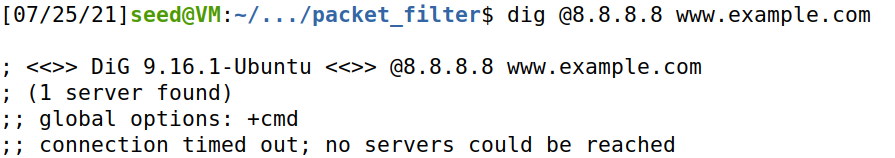 [07/25/21]seed@VM:~/.../packet_filter$ dig @8.8.8.8 www.example.com
; <<>> DiG 9.16.1-Ubuntu <<>> @8.8.8.8 www.example.com
; (1 server found)
;; global options: +cmd
;; connection timed out; no servers could be reached